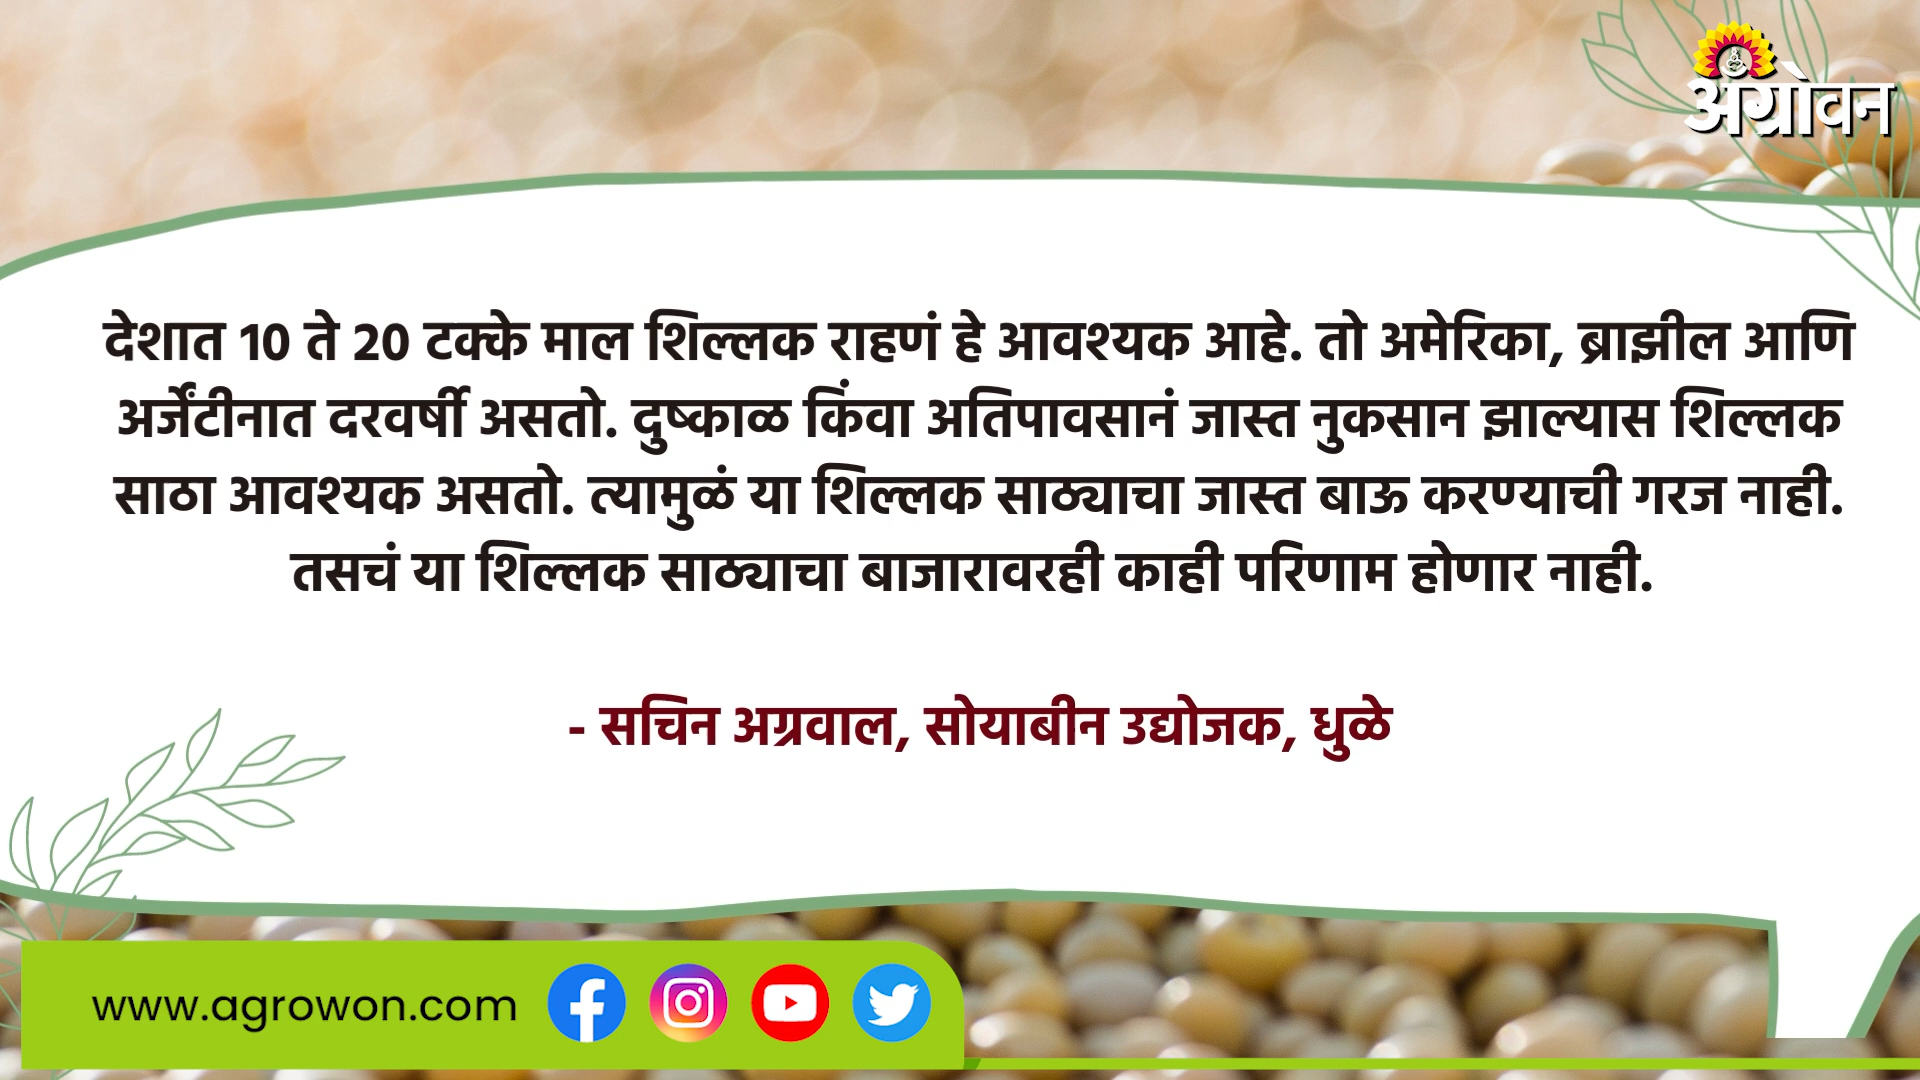 अ‍ॅग्रोवन
देशात 10 ते 20 टक्के माल शिल्लक राहणं हे आवश्यक आहे. तो अमेरिका, ब्राझील आणि
अर्जेंटीनात दरवर्षी असतो. दुष्काळ किंवा अतिपावसानं जास्त नुकसान झाल्यास शिल्लक
साठा आवश्यक असतो. त्यामुळं या शिल्लक साठ्याचा जास्त बाऊ करण्याची गरज नाही.
तसचं या शिल्लक साठ्याचा बाजारावरही काही परिणाम होणार नाही.
- सचिन अग्रवाल, सोयाबीन उद्योजक, धुळे
www.agrowon.com